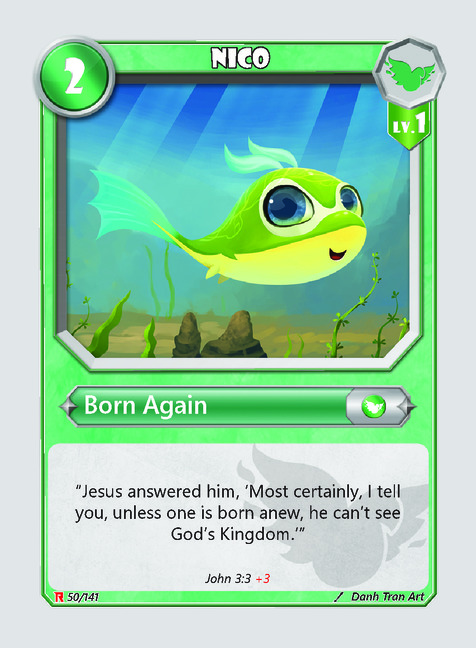 NICO
2
LV.1
Born Again
“Jesus answered him, ‘Most certainly, I tell
you, unless one is born anew, he can’t see
God’s Kingdom.’”
John 3:3 +3
R 50/141
Danh Tran Art